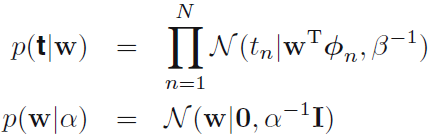 p(𝐭|𝐰) = ∏_{n=1}^{N} 𝒩(t_n|𝐰^T 𝛟_n, β^{−1})
p(𝐰|α) = 𝒩(𝐰|𝟎, α^{−1}𝐈)